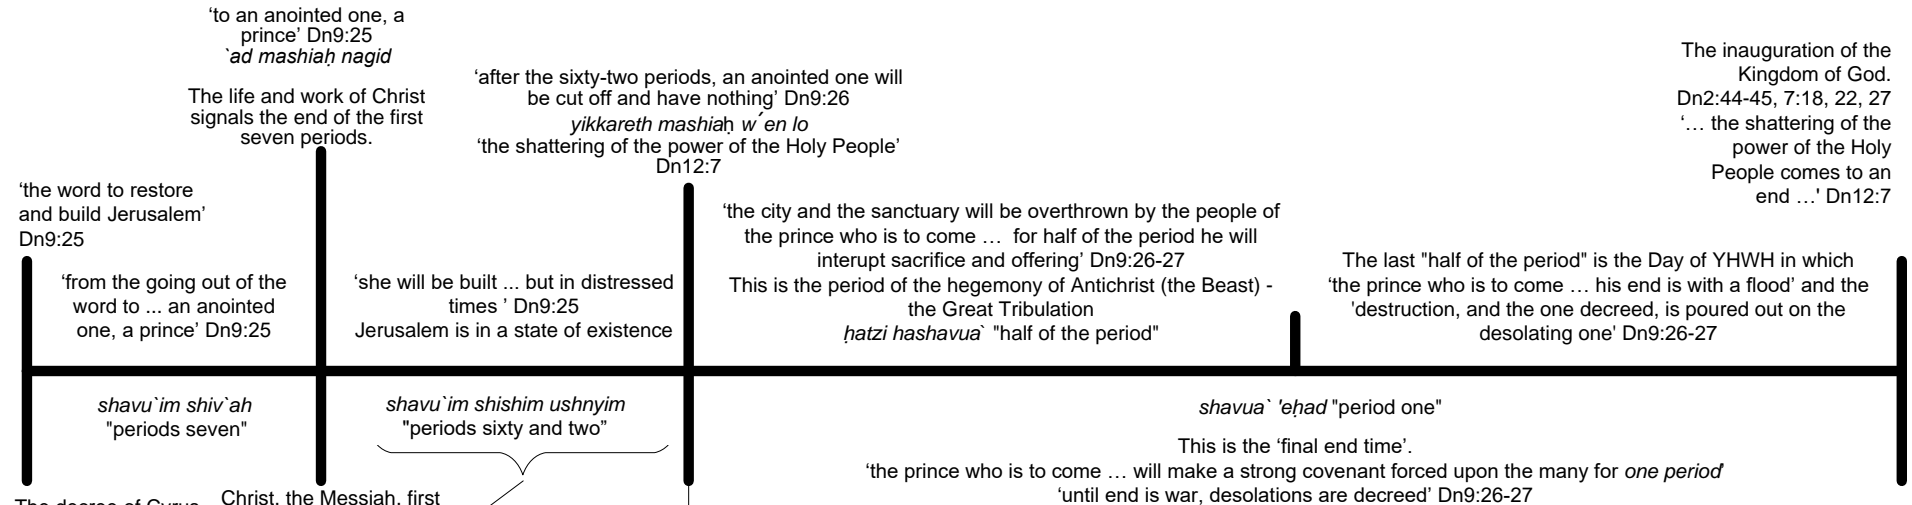 ‘to an anointed one, a
prince’ Dn9:25
`ad mashiaḥ nagid
The life and work of Christ
signals the end of the first
seven periods.
‘after the sixty-two periods, an anointed one will
be cut off and have nothing’ Dn9:26
yikkareth mashiaḥ w´en lo
‘the shattering of the power of the Holy People’
Dn12:7
The inauguration of the
Kingdom of God.
Dn2:44-45, 7:18, 22, 27
‘… the shattering of the
power of the Holy
People comes to an
end …' Dn12:7
‘the word to restore
and build Jerusalem’
Dn9:25
‘from the going out of the
word to ... an anointed
one, a prince’ Dn9:25
‘she will be built ... but in distressed
times ’ Dn9:25
Jerusalem is in a state of existence
‘the city and the sanctuary will be overthrown by the people of
the prince who is to come … for half of the period he will
interupt sacrifice and offering’ Dn9:26-27
This is the period of the hegemony of Antichrist (the Beast) -
the Great Tribulation
ḥatzi hashavua` "half of the period"
The last "half of the period" is the Day of YHWH in which
‘the prince who is to come … his end is with a flood’ and the
'destruction, and the one decreed, is poured out on the
desolating one' Dn9:26-27
shavu`im shiv`ah
"periods seven"
shavu`im shishim ushnyim
"periods sixty and two”
shavua` 'eḥad "period one"
This is the ‘final end time’.
‘the prince who is to come … will make a strong covenant forced upon the many for one period’
‘until end is war, desolations are decreed’ Dn9:26-27
The decree of Cyrus
Christ, the Messiah, first